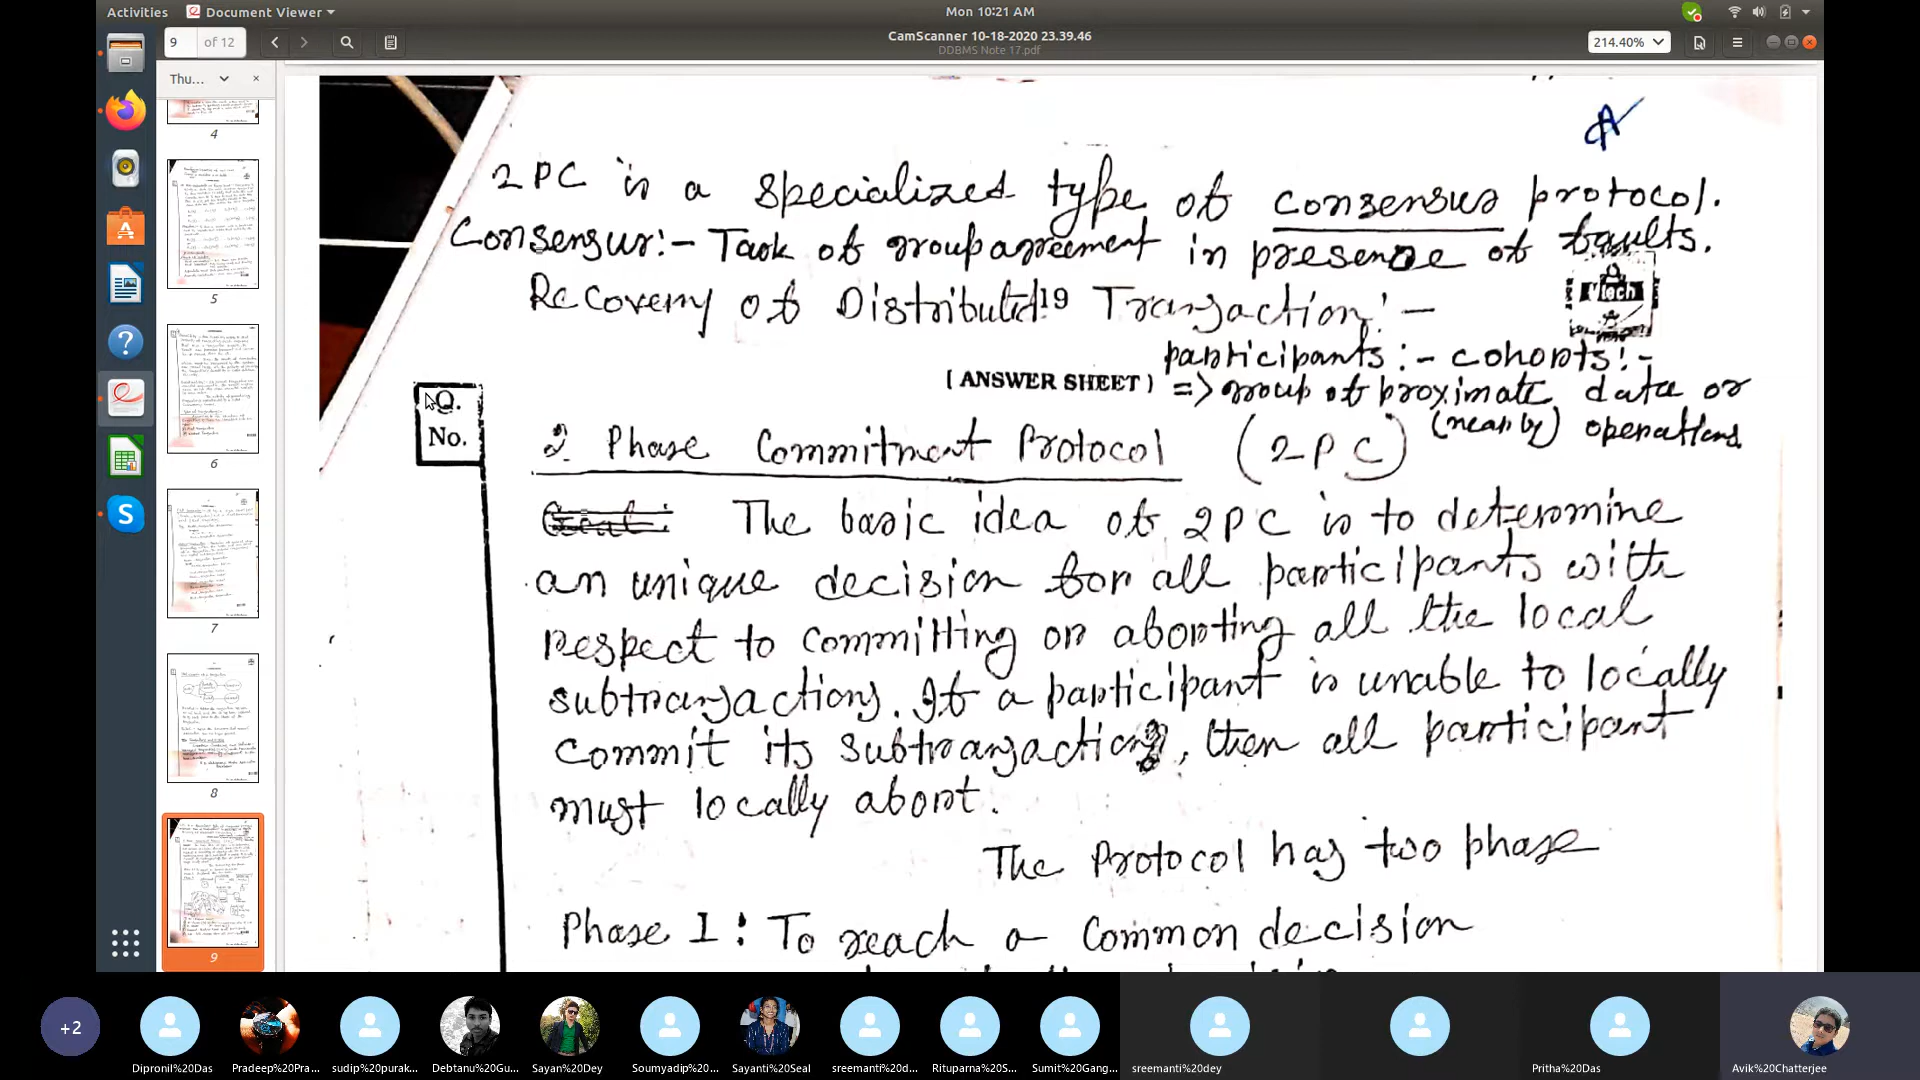 Activities
Document Viewer
Mon 10:21 AM
9
of 12
CamScanner 10-18-2020 23.39.46
DDBMS Note 17.pdf
214.40%
Thu...
4
5
6
7
8
9
2 PC is a specialized type of consensus protocol.
Consensus:- Task of group agreement in presence of faults.
Recovery of Distributed 19 Transaction:-
participants:- cohorts:-
( ANSWER SHEET ) => group of proximate data or
(near by) operations
Q.
No.
2 Phase Commitment Protocol (2PC)
The basic idea of 2PC is to determine
an unique decision for all participants with
respect to committing or aborting all the local
subtransactions. If a participant is unable to locally
commit its subtransaction, then all participant
must locally abort.
The Protocol has two phase
Phase 1: To reach a common decision
+2
Dipronil%20Das
Pradeep%20Pra...
sudip%20purak...
Debtanu%20Gu...
Sayan%20Dey
Soumyadip%20...
Sayanti%20Seal
sreemanti%20d...
Rituparna%20S...
Sumit%20Gang...
sreemanti%20dey
Pritha%20Das
Avik%20Chatterjee